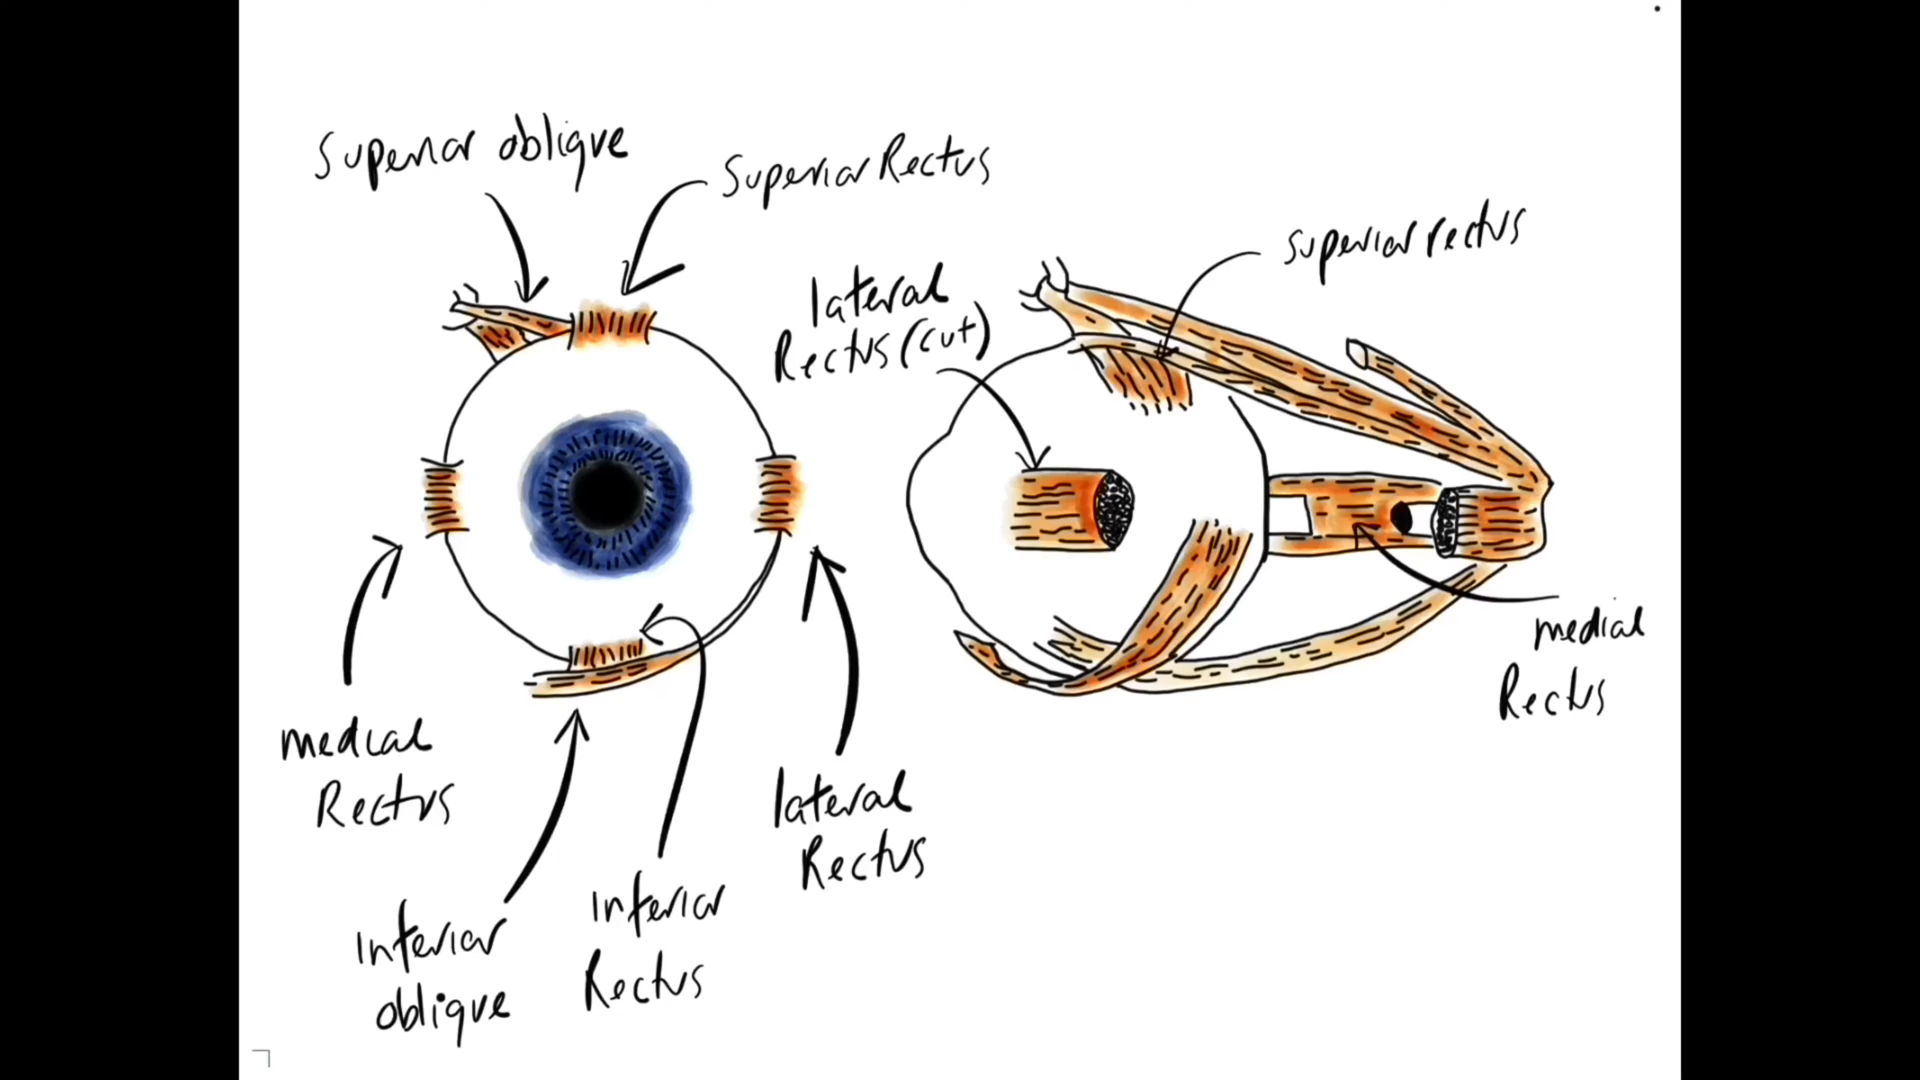 Superior oblique
Superior Rectus
lateral
Rectus (cut)
superior rectus
medial
Rectus
medial
Rectus
lateral
Rectus
Inferior
oblique
Inferior
Rectus